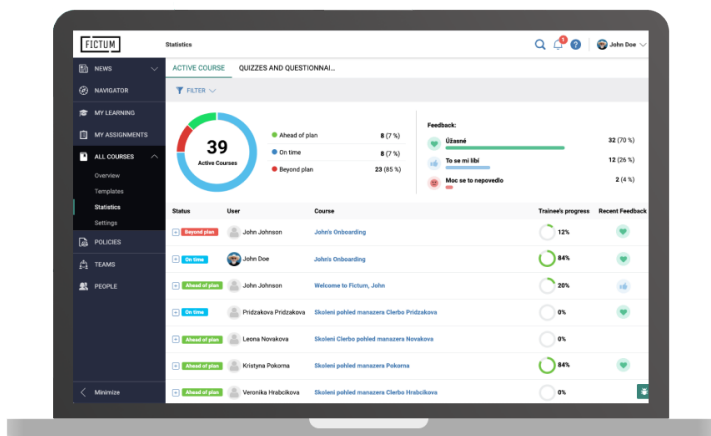 FICTUM
Statistics
1
?
John Doe
NEWS
NAVIGATOR
MY LEARNING
MY ASSIGNMENTS
ALL COURSES
Overview
Templates
Statistics
Settings
POLICIES
TEAMS
PEOPLE
Minimize
ACTIVE COURSE
QUIZZES AND QUESTIONNAI...
FILTER
39
Active Courses
Ahead of plan 8 (7 %)
On time 8 (7 %)
Beyond plan 23 (85 %)
Feedback:
Úžasné 32 (70 %)
To se mi líbí 12 (26 %)
Moc se to nepovedlo 2 (4 %)
Status User Course Trainee's progress Recent Feedback
Beyond plan John Johnson John's Onboarding 12%
On time John Doe John's Onboarding 84%
Ahead of plan John Johnson Welcome to Fictum, John 20%
On time Pridzakova Pridzakova Skoleni pohled manazera Clerbo Pridzakova 0%
Ahead of plan Leona Novakova Skoleni Clerbo pohled manazera Novakova 0%
Ahead of plan Kristyna Pokorna Skoleni pohled manazera Pokorna 84%
Ahead of plan Veronika Hrabcikova Skoleni pohled manazera Clerbo Hrabcikova 0%